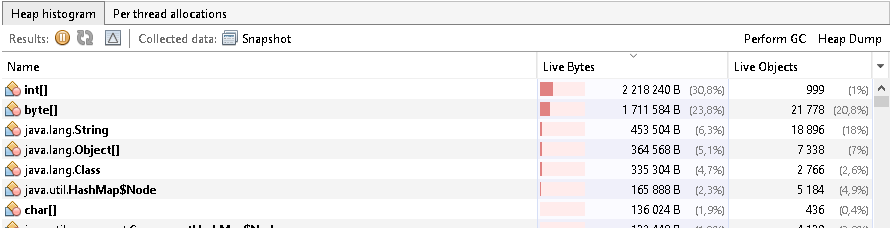 Heap histogram Per thread allocations
Results: Collected data: Snapshot Perform GC Heap Dump
Name Live Bytes Live Objects
int[] 2 218 240 B (30,8%) 999 (1%)
byte[] 1 711 584 B (23,8%) 21 778 (20,8%)
java.lang.String 453 504 B (6,3%) 18 896 (18%)
java.lang.Object[] 364 568 B (5,1%) 7 338 (7%)
java.lang.Class 335 304 B (4,7%) 2 766 (2,6%)
java.util.HashMap$Node 165 888 B (2,3%) 5 184 (4,9%)
char[] 136 024 B (1,9%) 436 (0,4%)